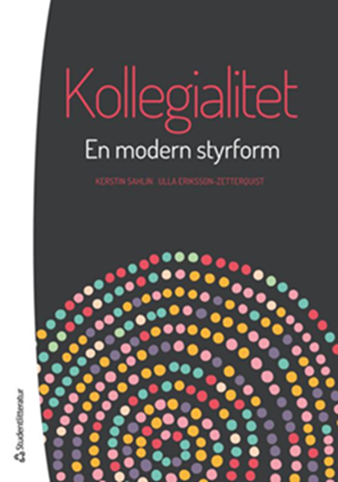 Kollegialitet
En modern styrform
KERSTIN SAHLIN ULLA ERIKSSON-ZETTERQUIST
Studentlitteratur